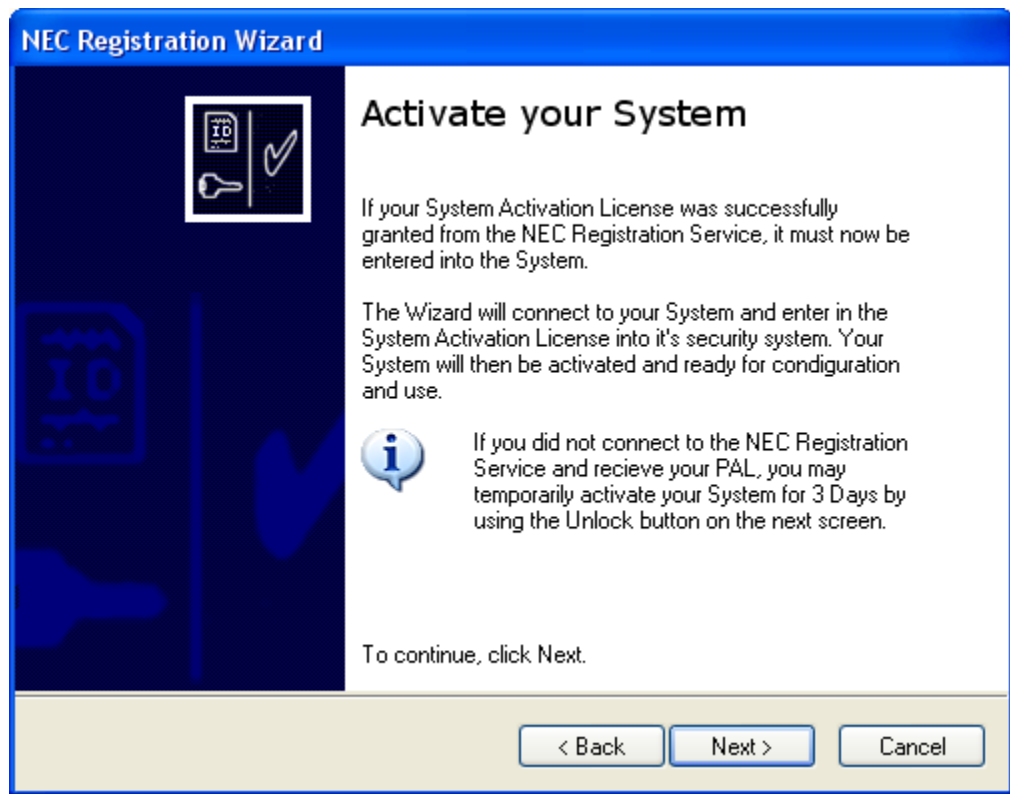 NEC Registration Wizard
ID
Activate your System
If your System Activation License was successfully
granted from the NEC Registration Service, it must now be
entered into the System.
The Wizard will connect to your System and enter in the
System Activation License into it's security system. Your
System will then be activated and ready for condiguration
and use.
ID
If you did not connect to the NEC Registration
Service and recieve your PAL, you may
temporarily activate your System for 3 Days by
using the Unlock button on the next screen.
To continue, click Next.
< Back
Next >
Cancel